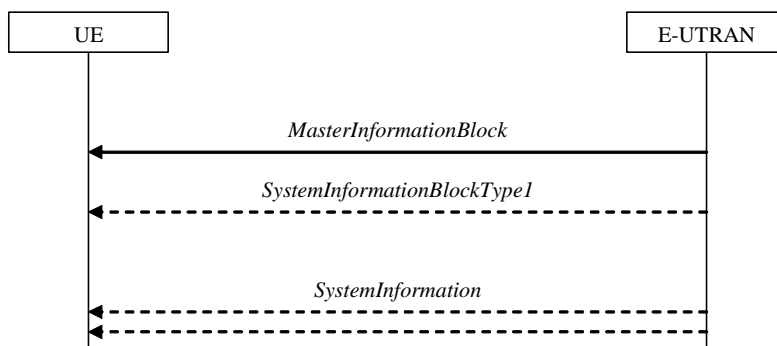 UE
E-UTRAN
MasterInformationBlock
SystemInformationBlockType1
SystemInformation